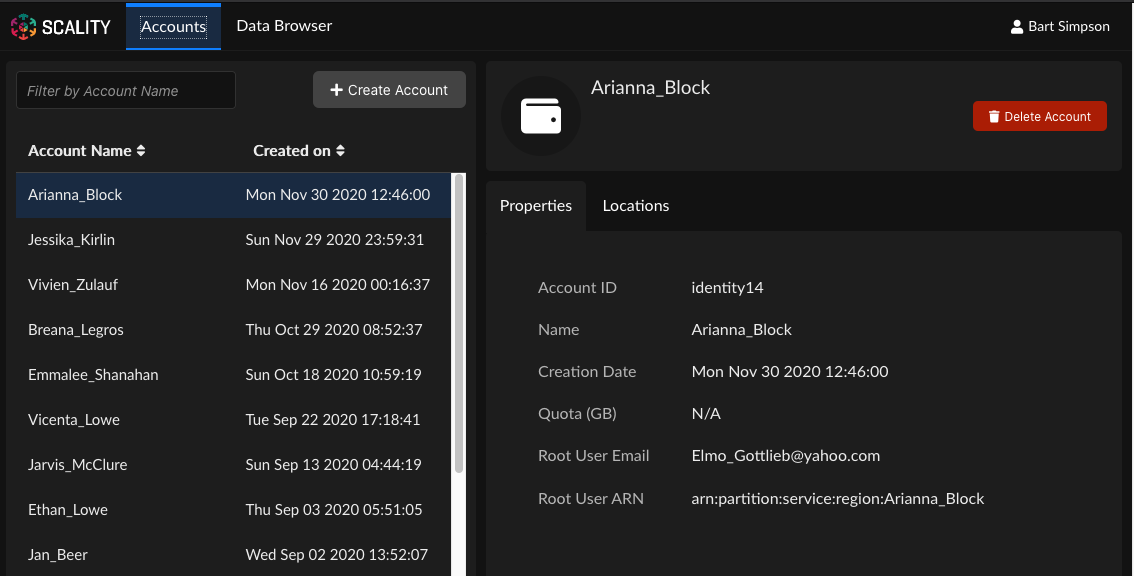 SCALITY Accounts Data Browser Bart Simpson
Filter by Account Name Create Account
Account Name Created on
Arianna_Block Mon Nov 30 2020 12:46:00
Jessika_Kirlin Sun Nov 29 2020 23:59:31
Vivien_Zulauf Mon Nov 16 2020 00:16:37
Breana_Legros Thu Oct 29 2020 08:52:37
Emmalee_Shanahan Sun Oct 18 2020 10:59:19
Vicenta_Lowe Tue Sep 22 2020 17:18:41
Jarvis_McClure Sun Sep 13 2020 04:44:19
Ethan_Lowe Thu Sep 03 2020 05:51:05
Jan_Beer Wed Sep 02 2020 13:52:07
Arianna_Block
Delete Account
Properties Locations
Account ID identity14
Name Arianna_Block
Creation Date Mon Nov 30 2020 12:46:00
Quota (GB) N/A
Root User Email Elmo_Gottlieb@yahoo.com
Root User ARN arn:partition:service:region:Arianna_Block